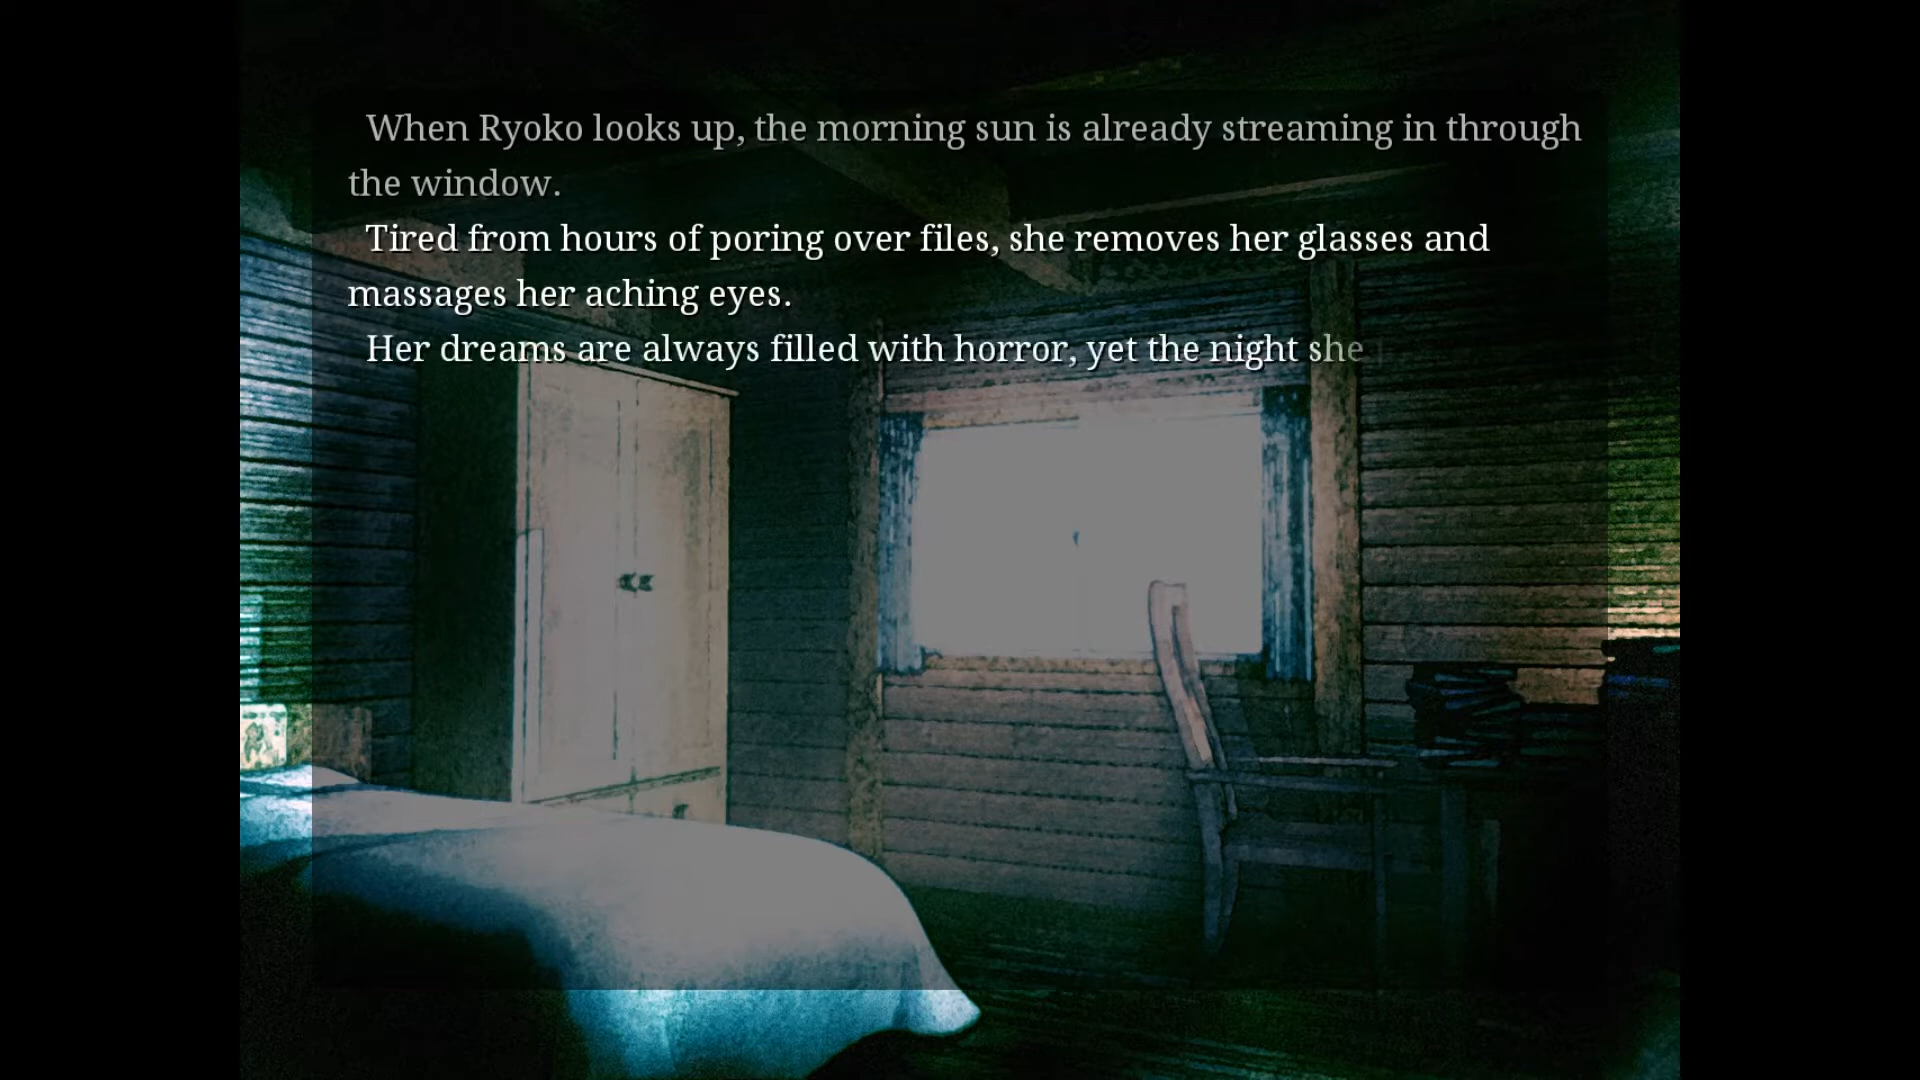 When Ryoko looks up, the morning sun is already streaming in through
the window.
Tired from hours of poring over files, she removes her glasses and
massages her aching eyes.
Her dreams are always filled with horror, yet the night she